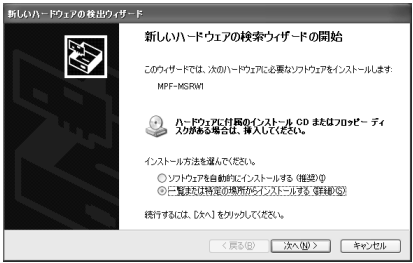 新しいハードウェアの検出ウィザード
新しいハードウェアの検索ウィザードの開始
このウィザードでは、次のハードウェアに必要なソフトウェアをインストールします:
MPF-MSRW1
ハードウェアに付属のインストール CD またはフロッピー ディ
スクがある場合は、挿入してください。
インストール方法を選んでください。
ソフトウェアを自動的にインストールする (推奨)(I)
一覧または特定の場所からインストールする (詳細)(S)
続行するには、[次へ] をクリックしてください。
< 戻る(B) 次へ(N) > キャンセル